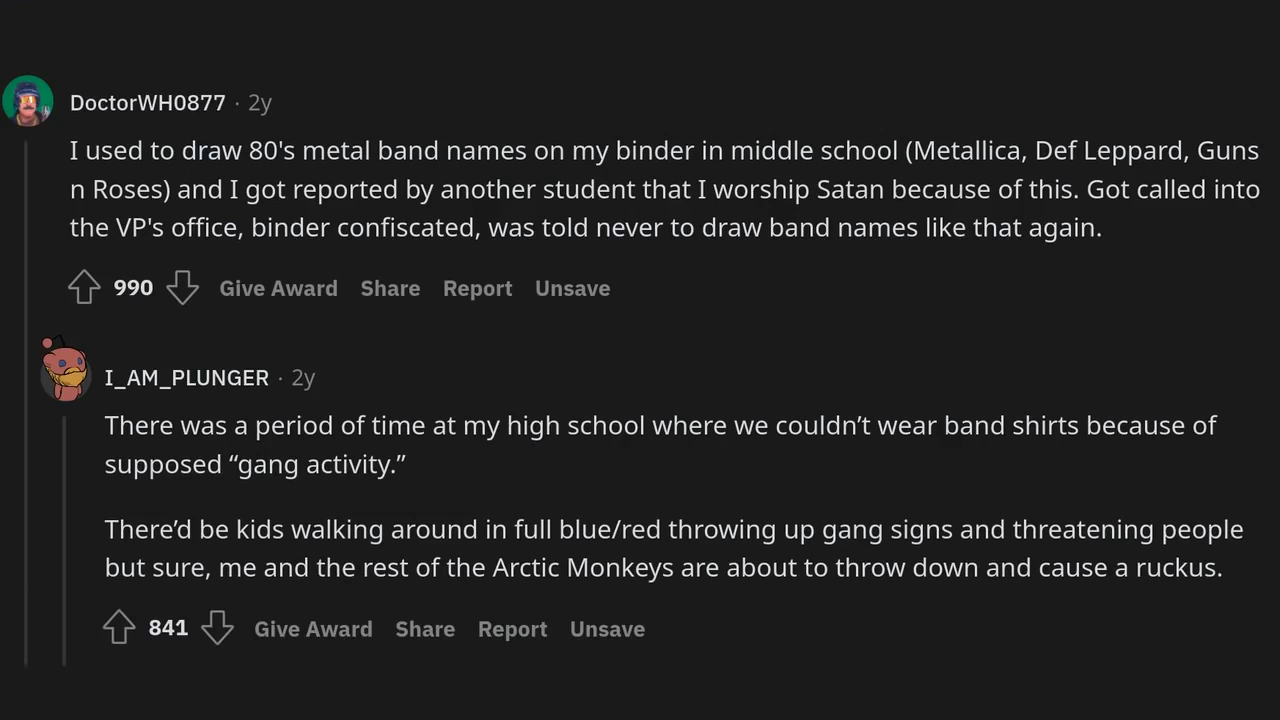 DoctorWH0877 · 2y
I used to draw 80's metal band names on my binder in middle school (Metallica, Def Leppard, Guns
n Roses) and I got reported by another student that I worship Satan because of this. Got called into
the VP's office, binder confiscated, was told never to draw band names like that again.
990 Give Award Share Report Unsave
I_AM_PLUNGER · 2y
There was a period of time at my high school where we couldn’t wear band shirts because of
supposed “gang activity.”
There’d be kids walking around in full blue/red throwing up gang signs and threatening people
but sure, me and the rest of the Arctic Monkeys are about to throw down and cause a ruckus.
841 Give Award Share Report Unsave